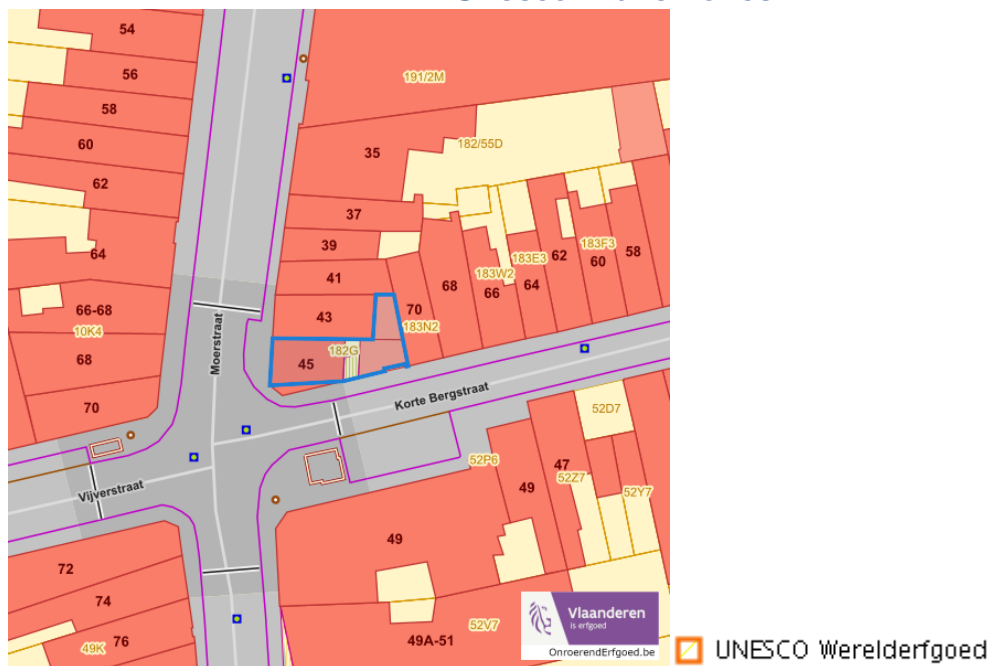 54
56
191/2M
58
60
35
182/55D
62
37
39
64
41
183W2
183E3
62
183F3
60
58
68
66
64
66-68
10K4
43
70
183N2
Moerstraat
182G
68
45
Korte Bergstraat
70
52D7
47
52P6
52Z7
49
52Y7
Vijverstraat
49
72
74
76
49K
49A-51
52V7
Vlaanderen
is erfgoed
OnroerendErfgoed.be
UNESCO Werelderfgoed